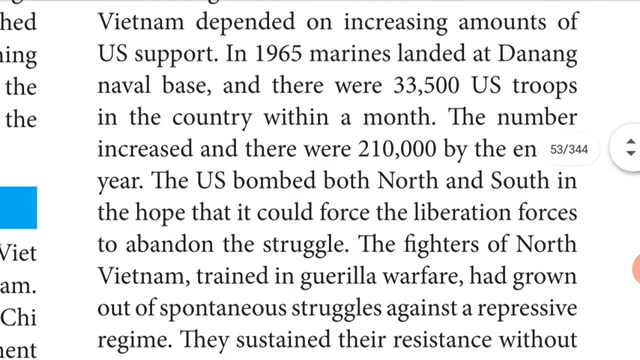 hed
ning
the
the
Viet
am.
Chi
nent
Vietnam depended on increasing amounts of
US support. In 1965 marines landed at Danang
naval base, and there were 33,500 US troops
in the country within a month. The number
increased and there were 210,000 by the en
53/344
year. The US bombed both North and South in
the hope that it could force the liberation forces
to abandon the struggle. The fighters of North
Vietnam, trained in guerilla warfare, had grown
out of spontaneous struggles against a repressive
regime. They sustained their resistance without